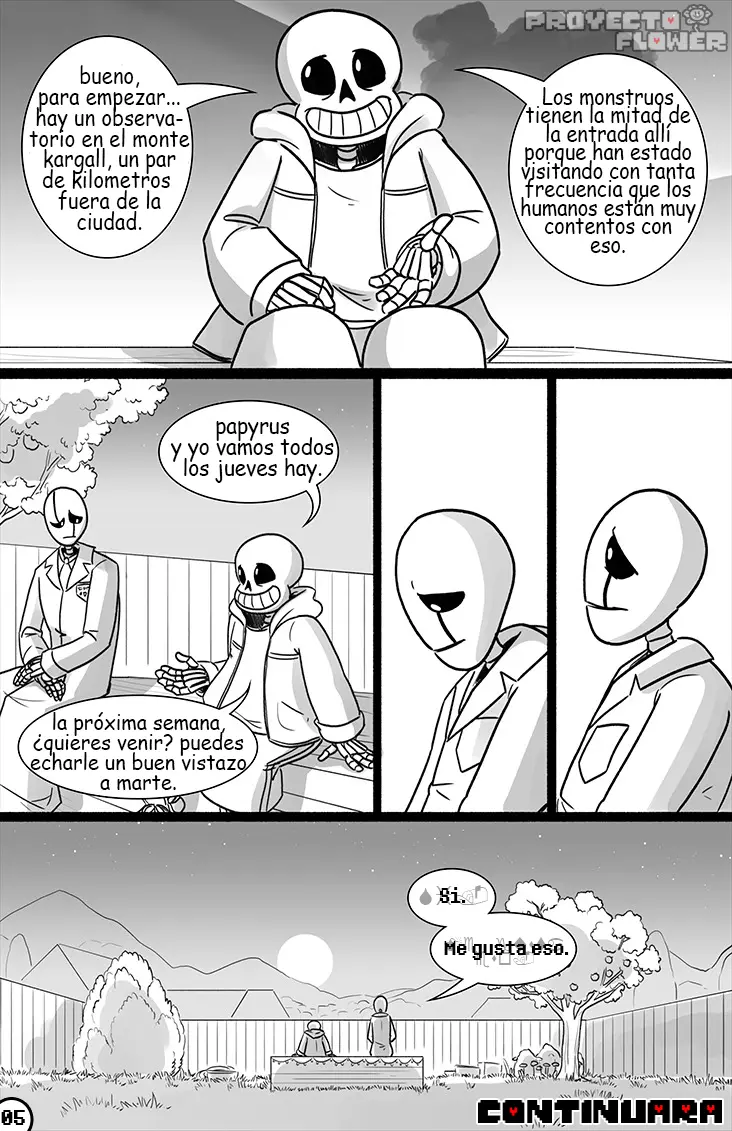 PROYECTO
FLOWER
bueno,
para empezar...
hay un observa-
torio en el monte
kargall, un par
de kilometros
fuera de la
ciudad.
Los monstruos
tienen la mitad de
la entrada allí
porque han estado
visitando con tanta
frecuencia que los
humanos están muy
contentos con
eso.
papyrus
y yo vamos todos
los jueves hay.
la próxima semana,
¿quieres venir? puedes
echarle un buen vistazo
a marte.
Si.
Me gusta eso.
05
CONTINUARA